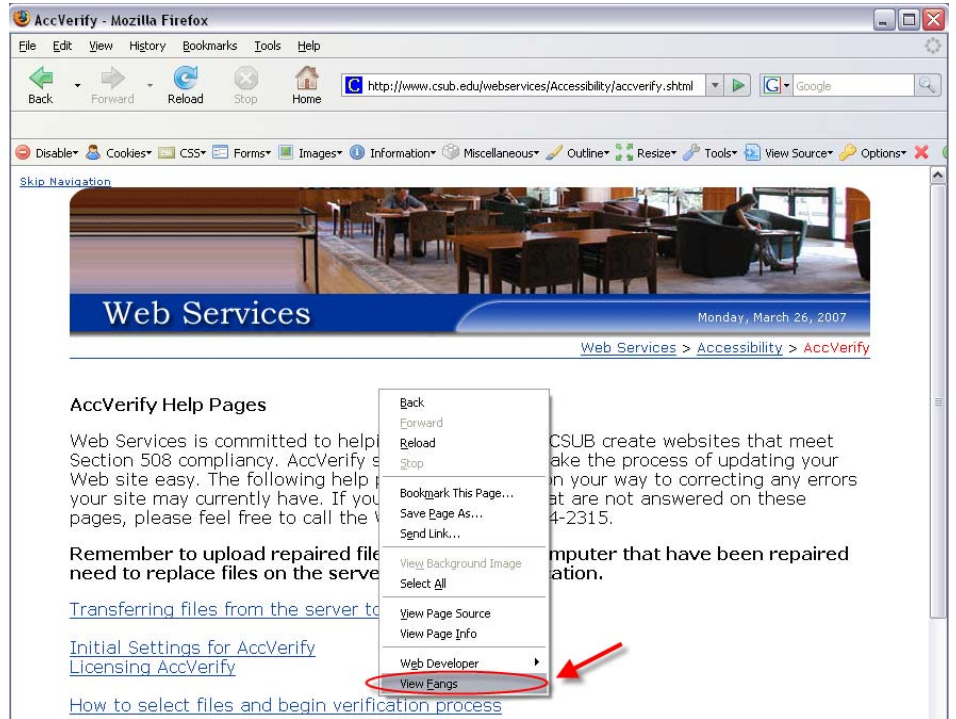 AccVerify - Mozilla Firefox
File Edit View History Bookmarks Tools Help
Back Forward Reload Stop Home C http://www.csub.edu/webservices/Accessibility/accverify.shtml G Google
Disable Cookies CSS Forms Images Information Miscellaneous Outline Resize Tools View Source Options
Skip Navigation
Web Services
Monday, March 26, 2007
Web Services > Accessibility > AccVerify
AccVerify Help Pages
Web Services is committed to helpi CSUB create websites that meet
Section 508 compliancy. AccVerify s ake the process of updating your
Web site easy. The following help p n your way to correcting any errors
your site may currently have. If you at are not answered on these
pages, please feel free to call the 4-2315.
Remember to upload repaired file mputer that have been repaired
need to replace files on the serve ation.
Transferring files from the server to
Initial Settings for AccVerify
Licensing AccVerify
How to select files and begin verification process
Back
Forward
Reload
Stop
Bookmark This Page...
Save Page As...
Send Link...
View Background Image
Select All
View Page Source
View Page Info
Web Developer
View Fangs